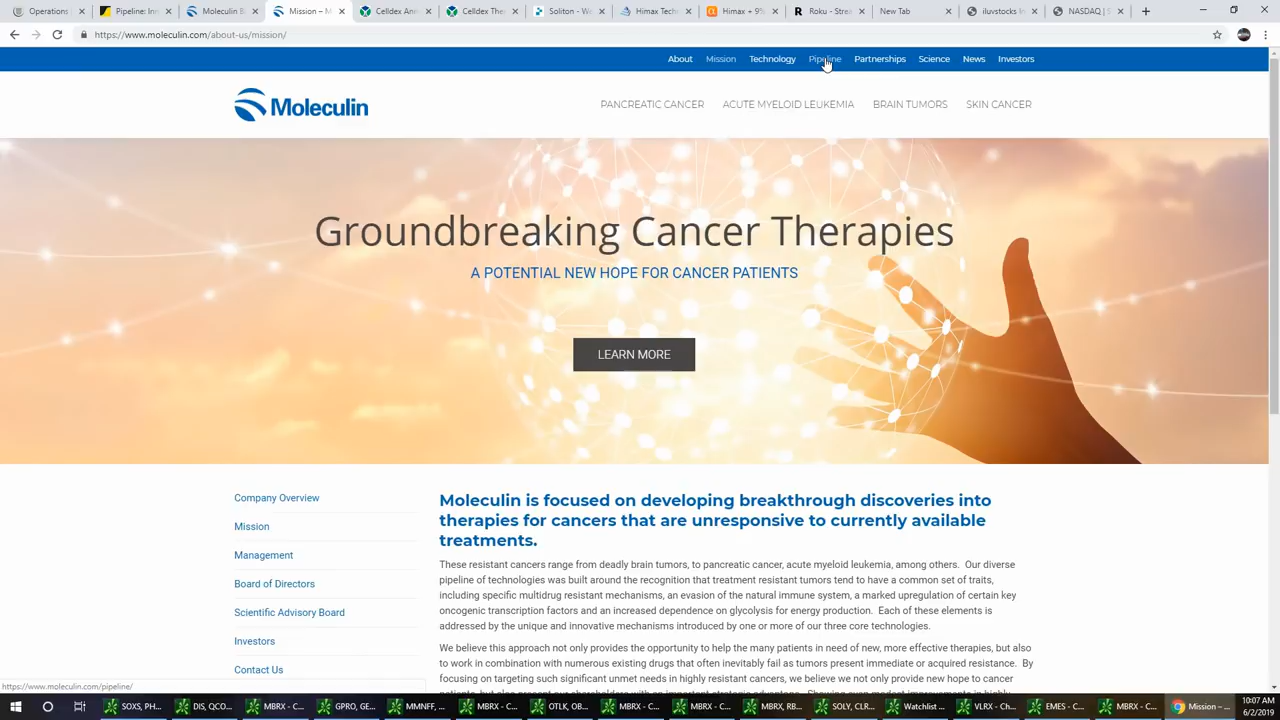 Operations
Pipeline: Inn
Moleculin B
Mission – M
Celldex Ani
Celldex The
Soliton - We
Himax Tech
Himax + 95
Roku - Strea
New Tab
iluvstocks
NASDAQ | S
https://www.moleculin.com/about-us/mission/
About Mission Technology Pipeline Partnerships Science News Investors
Moleculin
PANCREATIC CANCER ACUTE MYELOID LEUKEMIA BRAIN TUMORS SKIN CANCER
Groundbreaking Cancer Therapies
A POTENTIAL NEW HOPE FOR CANCER PATIENTS
LEARN MORE
Company Overview
Mission
Management
Board of Directors
Scientific Advisory Board
Investors
Contact Us
Moleculin is focused on developing breakthrough discoveries into
therapies for cancers that are unresponsive to currently available
treatments.
These resistant cancers range from deadly brain tumors, to pancreatic cancer, acute myeloid leukemia, among others. Our diverse
pipeline of technologies was built around the recognition that treatment resistant tumors tend to have a common set of traits,
including specific multidrug resistant mechanisms, an evasion of the natural immune system, a marked upregulation of certain key
oncogenic transcription factors and an increased dependence on glycolysis for energy production. Each of these elements is
addressed by the unique and innovative mechanisms introduced by one or more of our three core technologies.
We believe this approach not only provides the opportunity to help the many patients in need of new, more effective therapies, but also
to work in combination with numerous existing drugs that often inevitably fail as tumors present immediate or acquired resistance. By
focusing on targeting such significant unmet needs in highly resistant cancers, we believe we not only provide new hope to cancer
https://www.moleculin.com/pipeline/
SOXS, PH...
DIS, QCO...
MBRX - C...
GPRO, GE...
MMNFF, ...
MBRX - C...
OTLK, OB...
MBRX - C...
MBRX, RB...
SOLY, CLR...
Watchlist ...
VLRX - Ch...
EMES - C...
MBRX - C...
Mission – ...
10:07 AM
6/2/2019